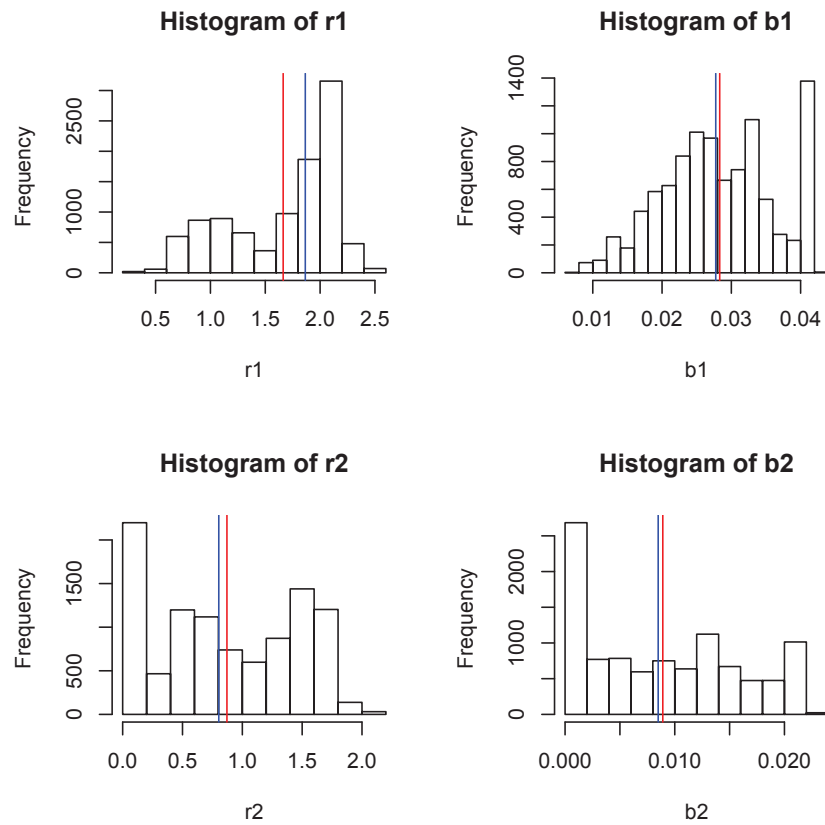 Histogram of r1
Frequency
0
1000
2500
0.5 1.0 1.5 2.0 2.5
r1
Histogram of b1
Frequency
0
400
800
1400
0.01 0.02 0.03 0.04
b1
Histogram of r2
Frequency
0
500
1500
0.0 0.5 1.0 1.5 2.0
r2
Histogram of b2
Frequency
0
1000
2000
0.000 0.010 0.020
b2